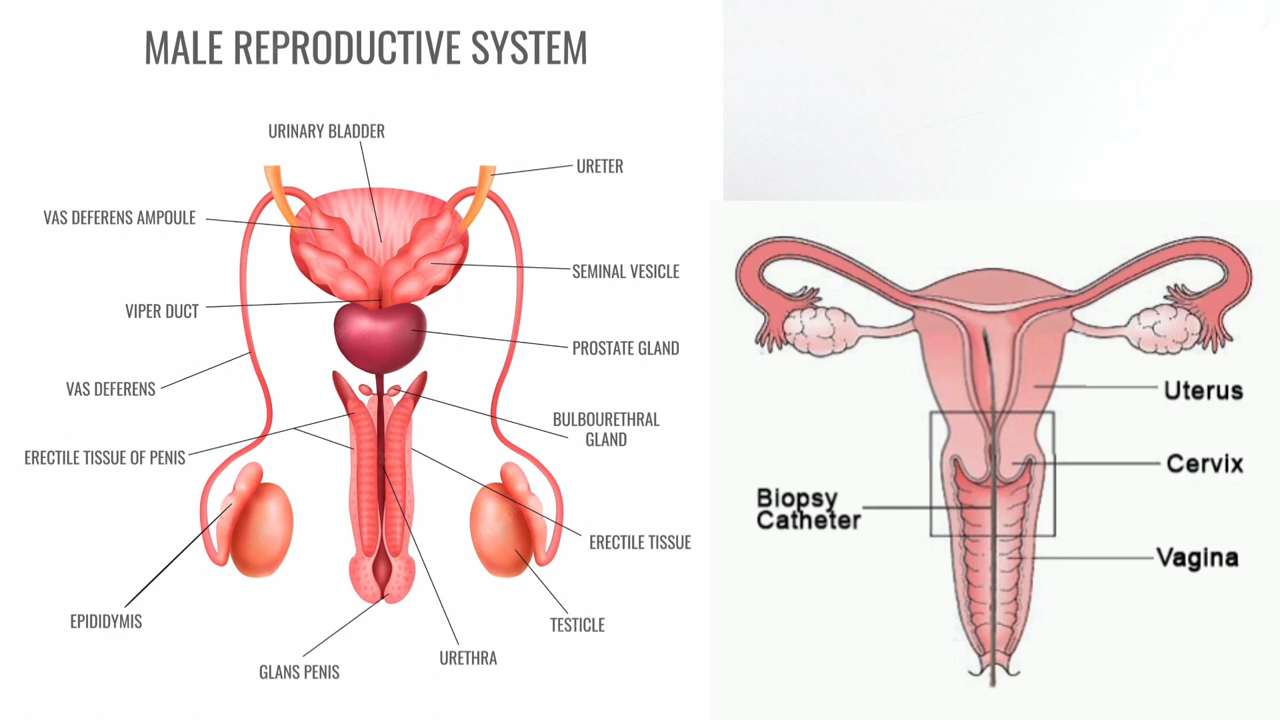 MALE REPRODUCTIVE SYSTEM
URINARY BLADDER
URETER
VAS DEFERENS AMPOULE
SEMINAL VESICLE
VIPER DUCT
PROSTATE GLAND
VAS DEFERENS
BULBOURETHRAL
GLAND
ERECTILE TISSUE OF PENIS
ERECTILE TISSUE
EPIDIDYMIS
TESTICLE
URETHRA
GLANS PENIS
Uterus
Cervix
Biopsy
Catheter
Vagina